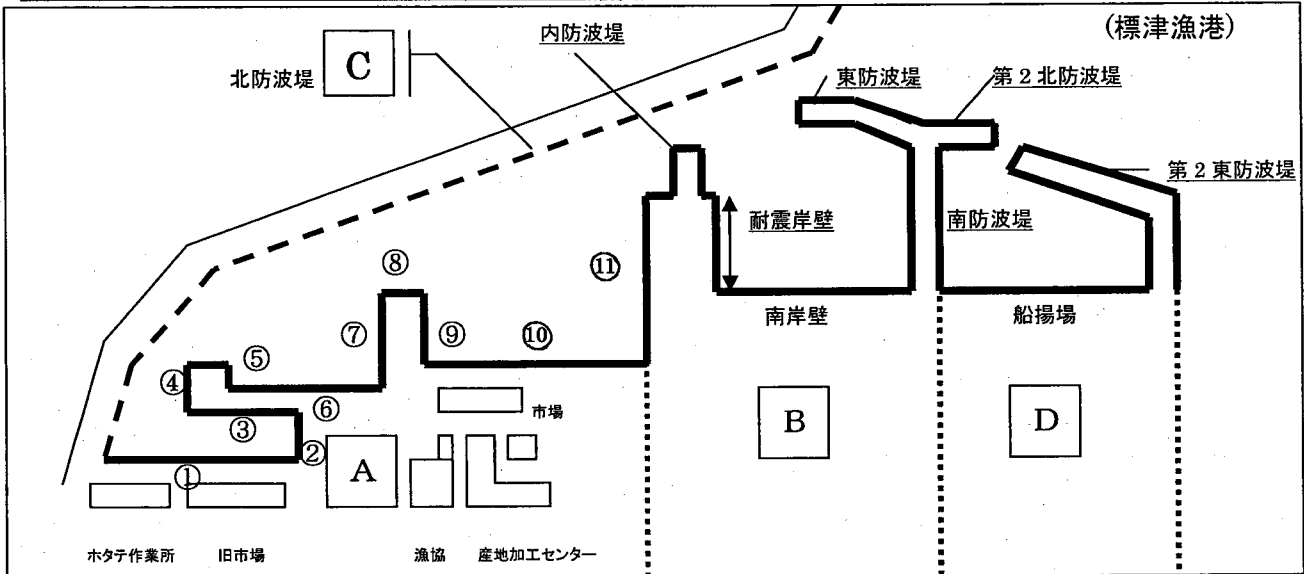 (標津漁港)
内防波堤
北防波堤
C
東防波堤
第2北防波堤
第2東防波堤
耐震岸壁
南防波堤
⑧
⑪
南岸壁
船揚場
⑦
⑨
⑩
⑤
④
⑥
市場
③
B
D
②
A
①
ホタテ作業所
旧市場
漁協
産地加工センター